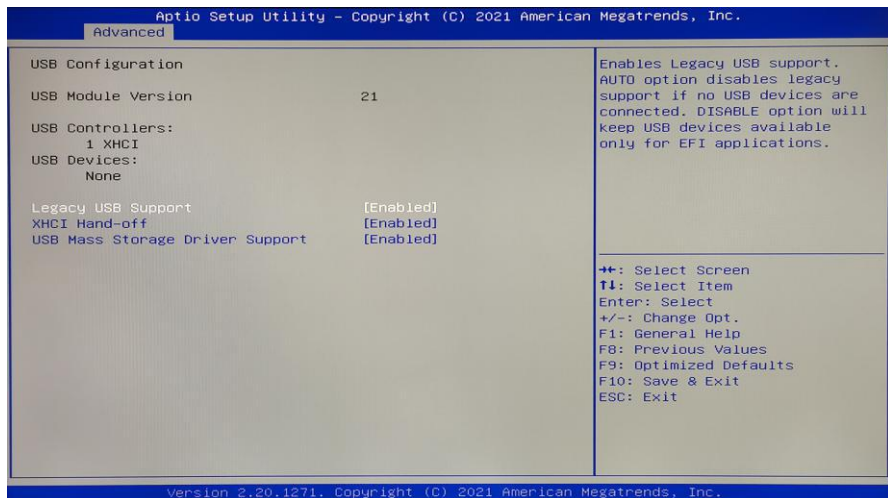 Aptio Setup Utility – Copyright (C) 2021 American Megatrends, Inc.
Advanced
USB Configuration
USB Module Version 21
USB Controllers:
1 XHCI
USB Devices:
None
Legacy USB Support [Enabled]
XHCI Hand-off [Enabled]
USB Mass Storage Driver Support [Enabled]
Enables Legacy USB support.
AUTO option disables legacy
support if no USB devices are
connected. DISABLE option will
keep USB devices available
only for EFI applications.
→←: Select Screen
↑↓: Select Item
Enter: Select
+/-: Change Opt.
F1: General Help
F8: Previous Values
F9: Optimized Defaults
F10: Save & Exit
ESC: Exit
Version 2.20.1271. Copyright (C) 2021 American Megatrends, Inc.